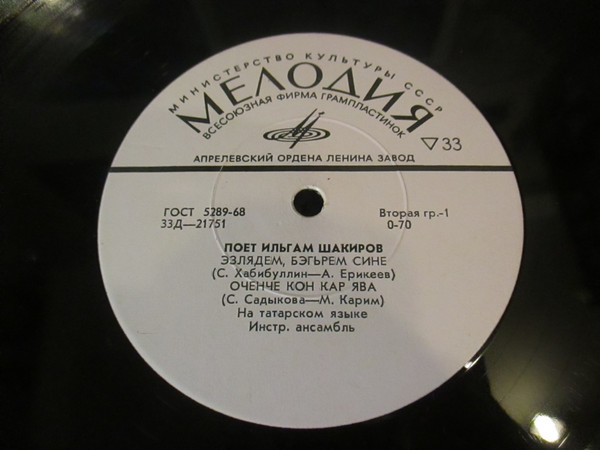 МИНИСТЕРСТВО КУЛЬТУРЫ СССР
МЕЛОДИЯ
ВСЕСОЮЗНАЯ ФИРМА ГРАМПЛАСТИНОК
33
АПРЕЛЕВСКИЙ ОРДЕНА ЛЕНИНА ЗАВОД
ГОСТ 5289-68 Вторая гр.-1
33Д—21751 0-70
ПОЕТ ИЛЬГАМ ШАКИРОВ
ЭЗЛЯДЕМ, БЭГЬРЕМ СИНЕ
(С. Хабибуллин—А. Ерикеев)
ОЧЕНЧЕ КОН КАР ЯВА
(С. Садыкова—М. Карим)
На татарском языке
Инстр. ансамбль